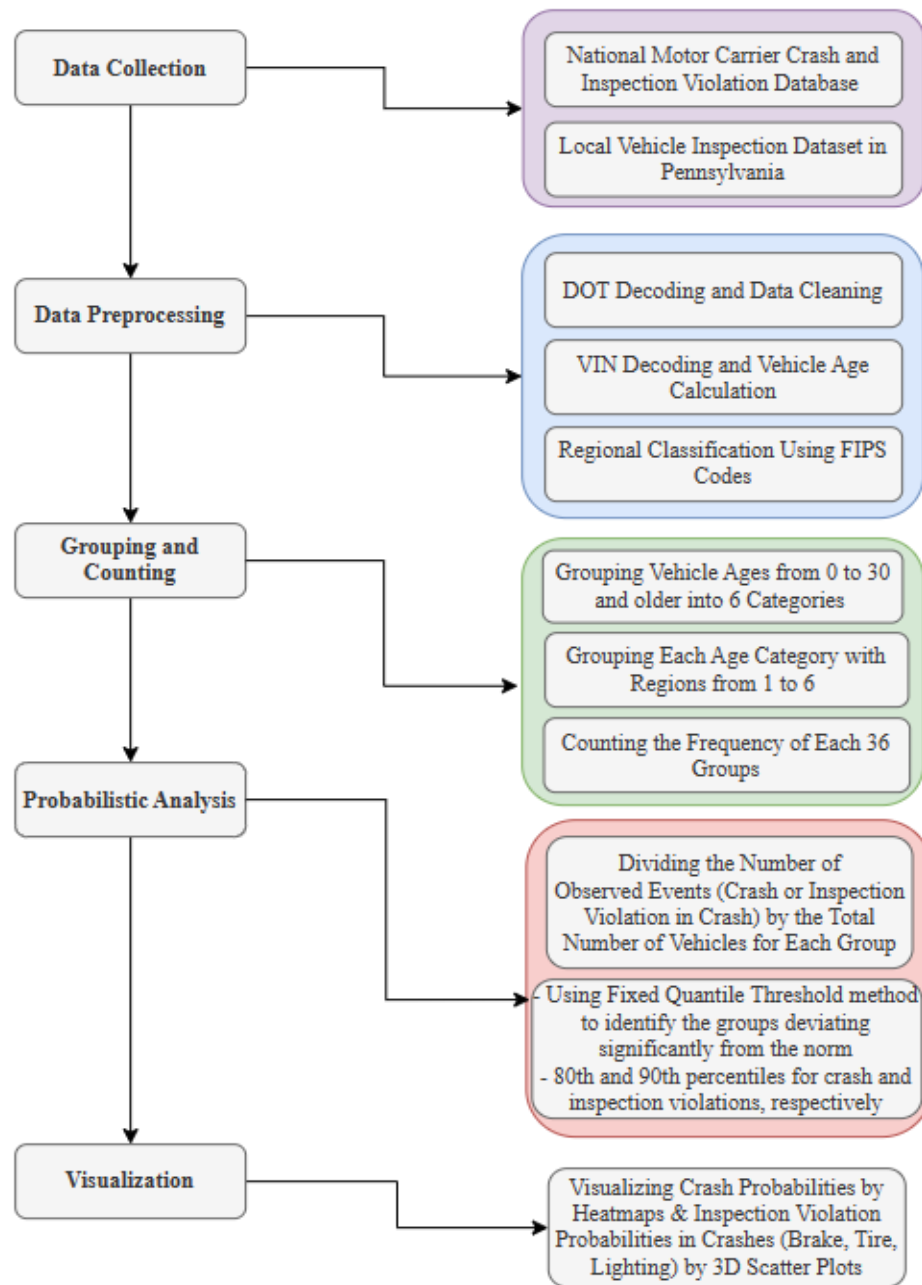 Data Collection
National Motor Carrier Crash and
Inspection Violation Database
Local Vehicle Inspection Dataset in
Pennsylvania
Data Preprocessing
DOT Decoding and Data Cleaning
VIN Decoding and Vehicle Age
Calculation
Regional Classification Using FIPS
Codes
Grouping and
Counting
Grouping Vehicle Ages from 0 to 30
and older into 6 Categories
Grouping Each Age Category with
Regions from 1 to 6
Counting the Frequency of Each 36
Groups
Probabilistic Analysis
Dividing the Number of
Observed Events (Crash or Inspection
Violation in Crash) by the Total
Number of Vehicles for Each Group
- Using Fixed Quantile Threshold method
to identify the groups deviating
significantly from the norm
- 80th and 90th percentiles for crash and
inspection violations, respectively
Visualization
Visualizing Crash Probabilities by
Heatmaps & Inspection Violation
Probabilities in Crashes (Brake, Tire,
Lighting) by 3D Scatter Plots